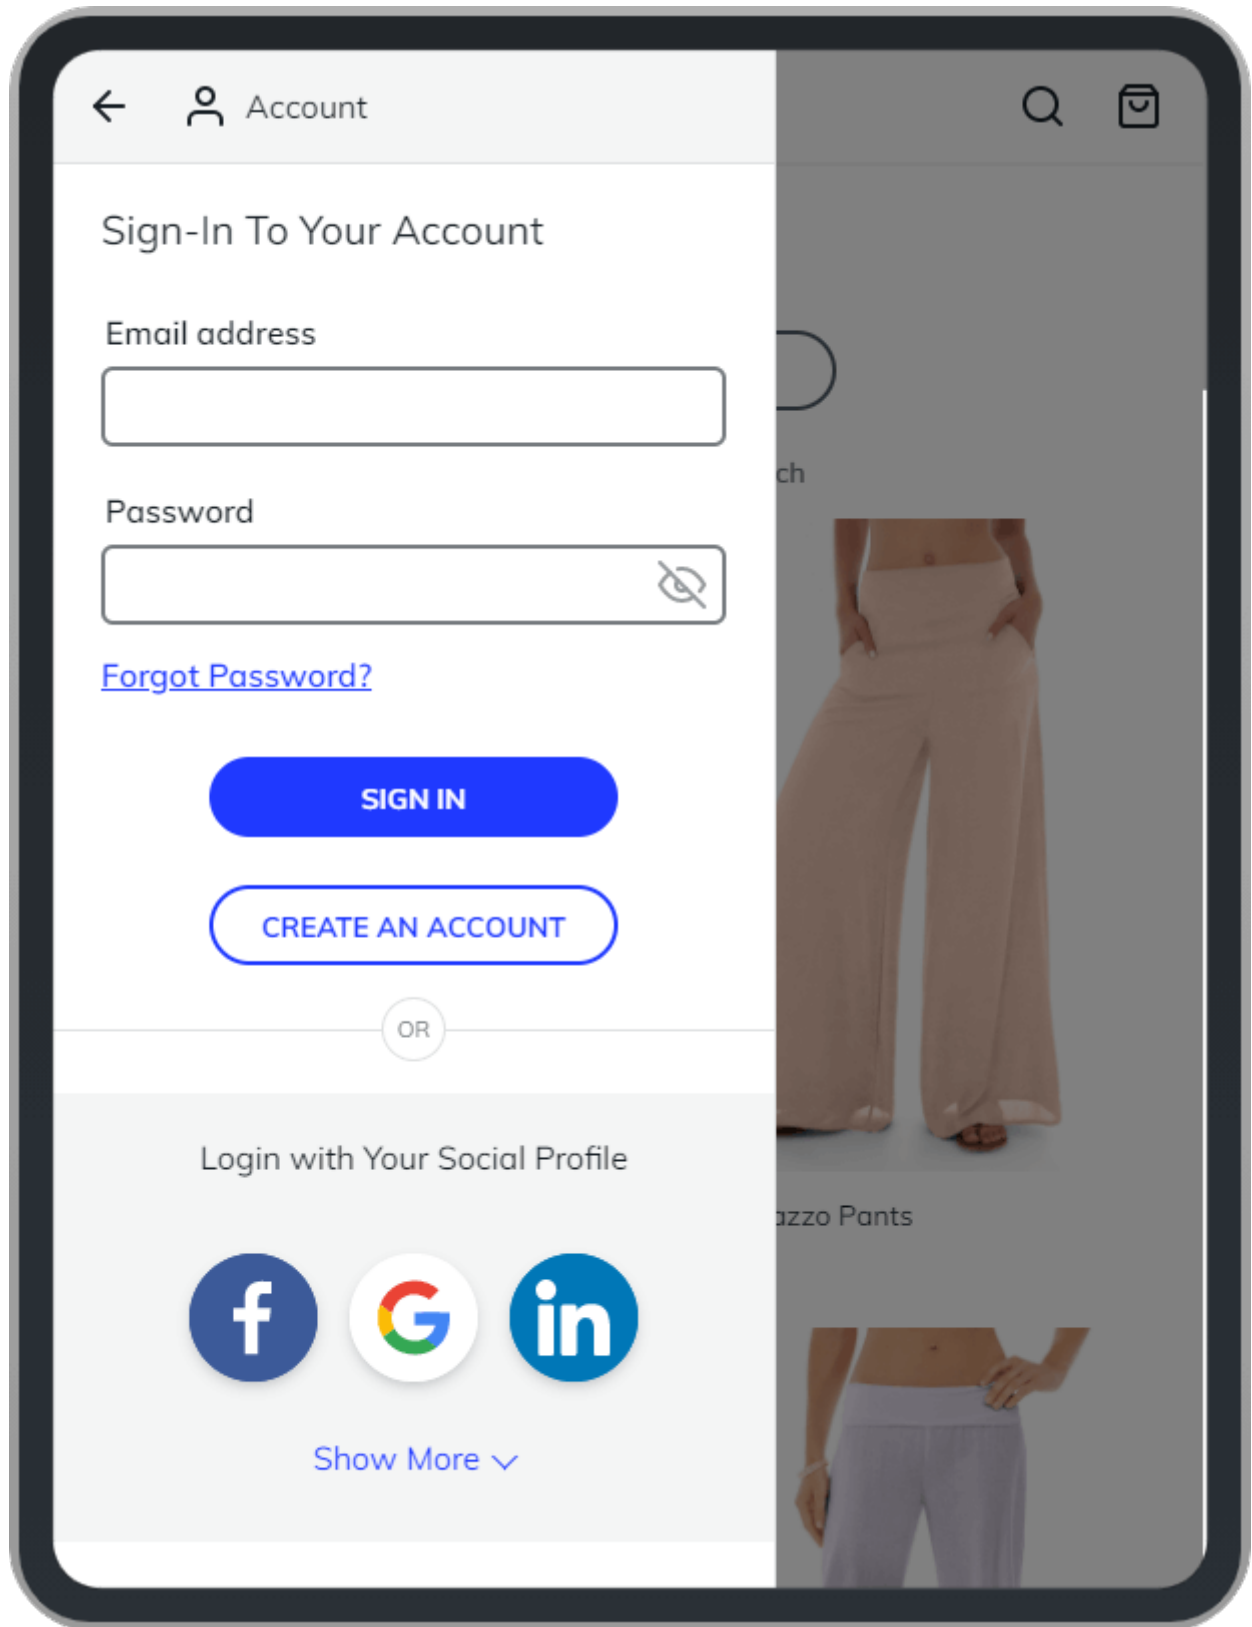 Account
Sign-In To Your Account
Email address
Password
Forgot Password?
SIGN IN
CREATE AN ACCOUNT
OR
Login with Your Social Profile
f
G
in
Show More
ch
azzo Pants